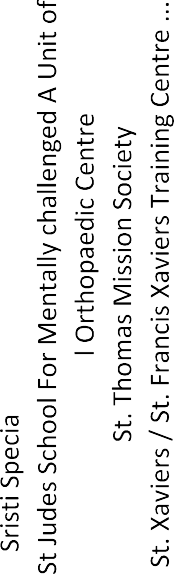 Sristi Specia
St Judes School For Mentally challenged A Unit of
l Orthopaedic Centre
St. Thomas Mission Society
St. Xaviers / St. Francis Xaviers Training Centre ...